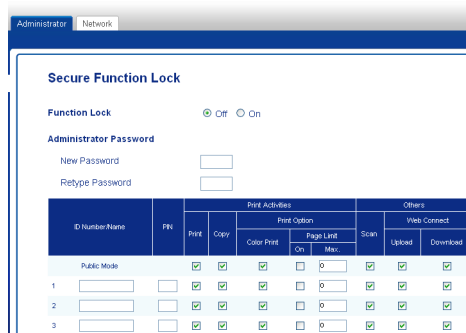 Administrator Network
Secure Function Lock
Function Lock Off On
Administrator Password
New Password
Retype Password
Print Activities Others
ID Number/Name PIN Print Copy Print Option Scan Web Connect
Color Print Page Limit Upload Download
On Max.
Public Mode 0
1 0
2 0
3 0